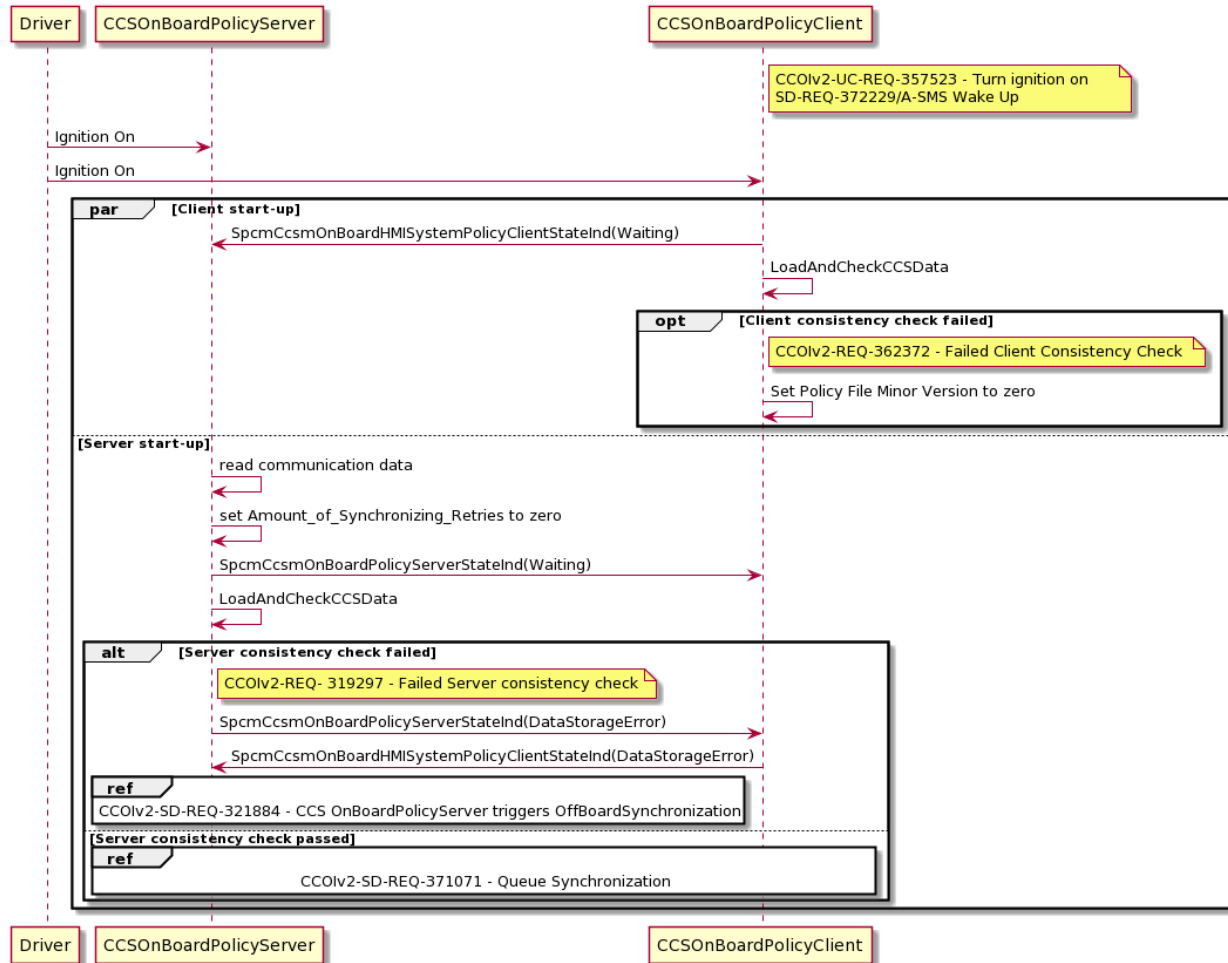 Driver
CCSOnBoardPolicyServer
CCSOnBoardPolicyClient
CCOIv2-UC-REQ-357523 - Turn ignition on
SD-REQ-372229/A-SMS Wake Up
Ignition On
Ignition On
par
[Client start-up]
SpcmCcsmOnBoardHMISystemPolicyClientStateInd(Waiting)
LoadAndCheckCCSData
opt
[Client consistency check failed]
CCOIv2-REQ-362372 - Failed Client Consistency Check
Set Policy File Minor Version to zero
[Server start-up]
read communication data
set Amount_of_Synchronizing_Retries to zero
SpcmCcsmOnBoardPolicyServerStateInd(Waiting)
LoadAndCheckCCSData
alt
[Server consistency check failed]
CCOIv2-REQ- 319297 - Failed Server consistency check
SpcmCcsmOnBoardPolicyServerStateInd(DataStorageError)
SpcmCcsmOnBoardHMISystemPolicyClientStateInd(DataStorageError)
ref
CCOIv2-SD-REQ-321884 - CCS OnBoardPolicyServer triggers OffBoardSynchronization
[Server consistency check passed]
ref
CCOIv2-SD-REQ-371071 - Queue Synchronization
Driver
CCSOnBoardPolicyServer
CCSOnBoardPolicyClient